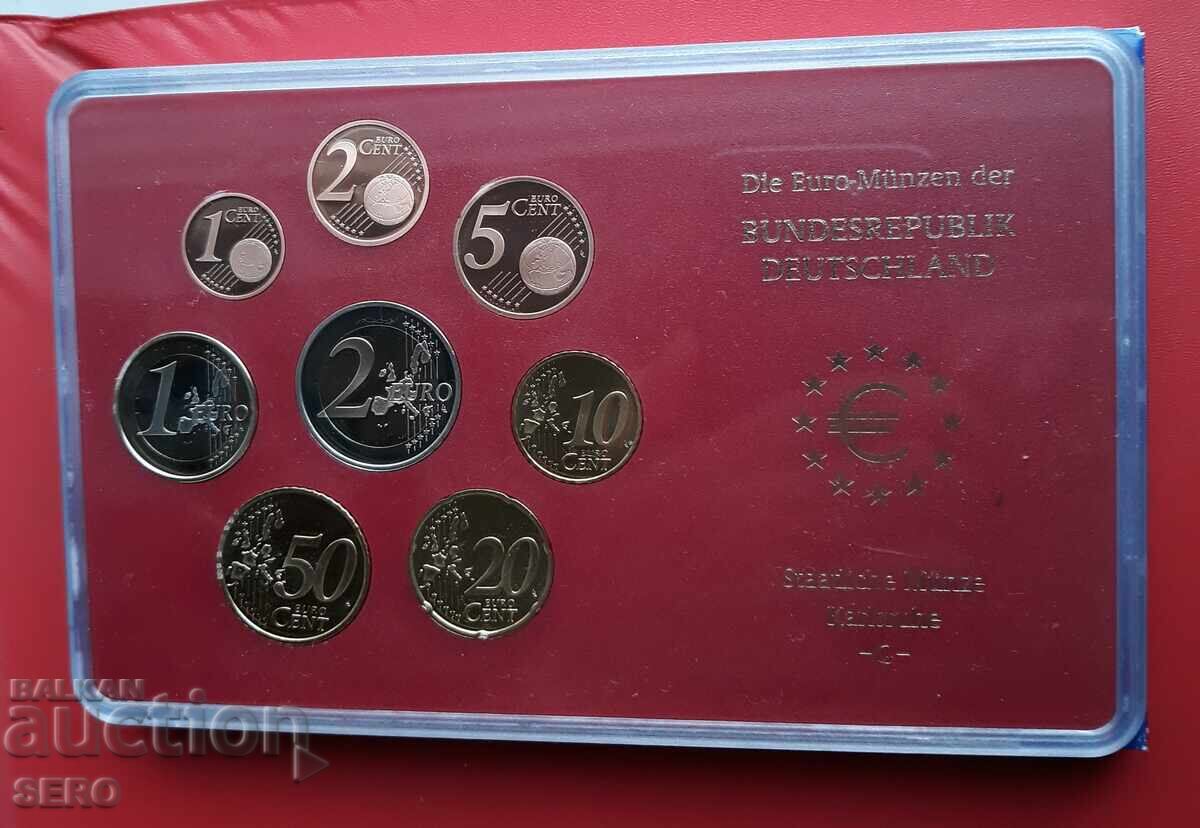 Die Euro-Münzen der
BUNDESREPUBLIK
DEUTSCHLAND
€
Staatliche Münze
Karlsruhe
-G-
1 EURO CENT
2 EURO CENT
5 EURO CENT
1 EURO
2 EURO
10 EURO CENT
50 EURO CENT
20 EURO CENT
BALKAN
auction
SERO